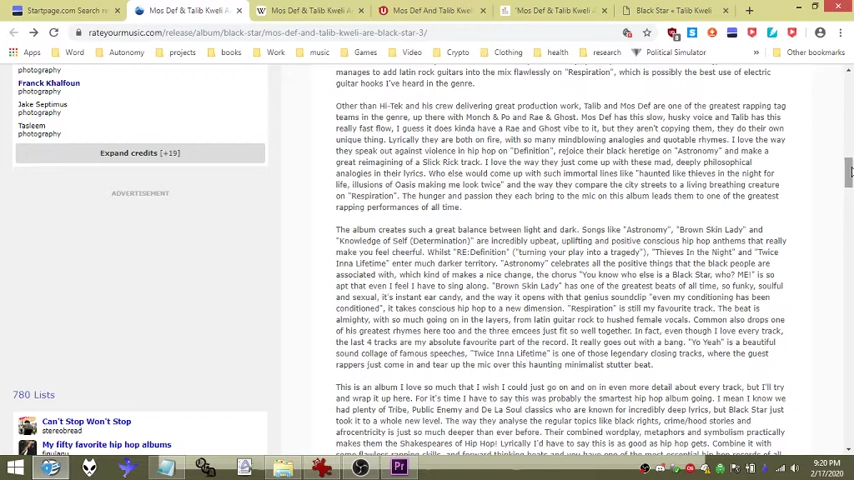 Startpage.com Search re
Mos Def & Talib Kweli A
Mos Def & Talib Kweli Are
Mos Def And Talib Kweli
"Mos Def & Talib Kweli A
Black Star + Talib Kweli
rateyourmusic.com/release/album/black-star/mos-def-and-talib-kweli-are-black-star-3/
Apps
Word
Autonomy
projects
books
Work
music
Games
Video
Crypto
Clothing
health
research
Political Simulator
Other bookmarks
photography
Franck Khalfoun
photography
Jake Septimus
photography
Tasleem
photography
Expand credits [+19]
ADVERTISEMENT
780 Lists
Can't Stop Won't Stop
stereobread
My fifty favorite hip hop albums
finulanu
manages to add latin rock guitars into the mix flawlessly on "Respiration", which is possibly the best use of electric
guitar hooks I've heard in the genre.
Other than Hi-Tek and his crew delivering great production work, Talib and Mos Def are one of the greatest rapping tag
teams in the genre, up there with Monch & Po and Rae & Ghost. Mos Def has this slow, husky voice and Talib has this
really fast flow, I guess it does kinda have a Rae and Ghost vibe to it, but they aren't copying them, they do their own
unique thing. Lyrically they are both on fire, with so many mindblowing analogies and quotable rhymes. I love the way
they speak out against violence in hip hop on "Definition", rejoice their black heretige on "Astronomy" and make a
great reimagining of a Slick Rick track. I love the way they just come up with these mad, deeply philosophical
analogies in their lyrics. Who else would come up with such immortal lines like "haunted like thieves in the night for
life, illusions of Oasis making me look twice" and the way they compare the city streets to a living breathing creature
on "Respiration". The hunger and passion they each bring to the mic on this album leads them to one of the greatest
rapping performances of all time.
The album creates such a great balance between light and dark. Songs like "Astronomy", "Brown Skin Lady" and
"Knowledge of Self (Determination)" are incredibly upbeat, uplifting and positive conscious hip hop anthems that really
make you feel cheerful. Whilst "RE:Definition" ("turning your play into a tragedy"), "Thieves In the Night" and "Twice
Inna Lifetime" enter much darker territory. "Astronomy" celebrates all the positive things that the black people are
associated with, which kind of makes a nice change, the chorus "You know who else is a Black Star, who? ME!" is so
apt that even I feel I have to sing along. "Brown Skin Lady" has one of the greatest beats of all time, so funky, soulful
and sexual, it's instant ear candy, and the way it opens with that genius soundclip "even my conditioning has been
conditioned", it takes conscious hip hop to a new dimension. "Respiration" is still my favourite track. The beat is
almighty, with so much going on in the layers, from latin guitar rock to hushed female vocals. Common also drops one
of his greatest rhymes here too and the three emcees just fit so well together. In fact, even though I love every track,
the last 4 tracks are my absolute favourite part of the record. It really goes out with a bang. "Yo Yeah" is a beautiful
sound collage of famous speeches, "Twice Inna Lifetime" is one of those legendary closing tracks, where the guest
rappers just come in and tear up the mic over this haunting minimalist stutter beat.
This is an album I love so much that I wish I could just go on and on in even more detail about every track, but I'll try
and wrap it up here. For it's time I have to say this was probably the smartest hip hop album going. I mean I know we
had plenty of Tribe, Public Enemy and De La Soul classics who are known for incredibly deep lyrics, but Black Star just
took it to a whole new level. The way they analyse the regular topics like black rights, crime/hood stories and
afrocentricity is just so much deeper than ever before. Their combined wordplay, metaphors and symbolism practically
makes them the Shakespeares of Hip Hop! Lyrically I'd have to say this is as good as hip hop gets. Combine it with
some flawless rapping skills, and forward thinking beats and you have one of the most essential hip hop records of all
9:20 PM
2/17/2020